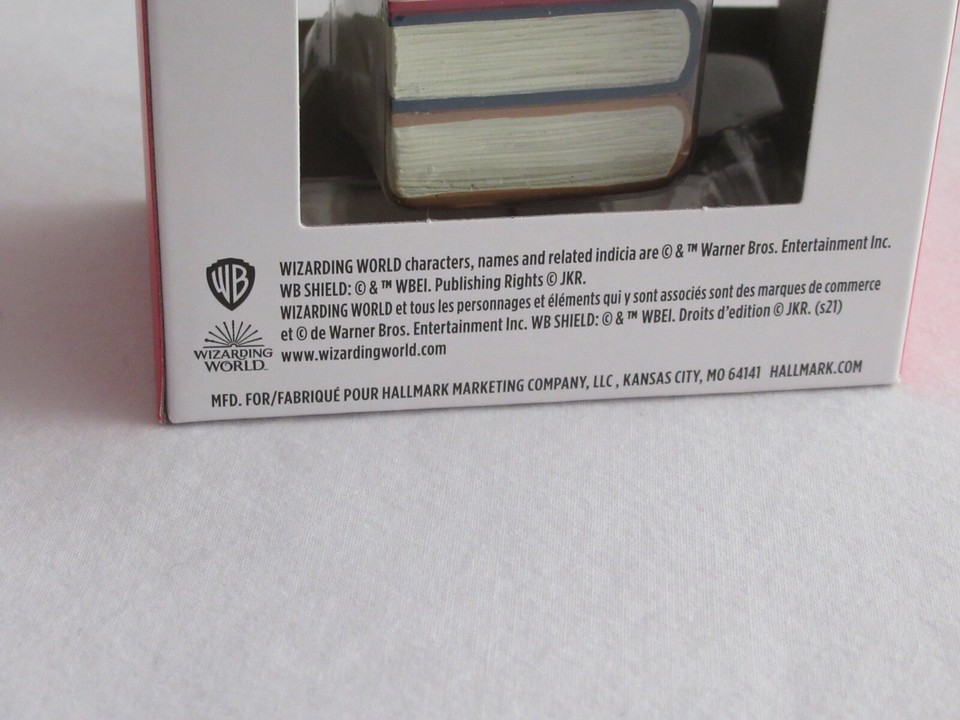 WB
WIZARDING WORLD characters, names and related indicia are © & ™ Warner Bros. Entertainment Inc.
WB SHIELD: © & ™ WBEI. Publishing Rights © JKR.
WIZARDING WORLD et tous les personnages et éléments qui y sont associés sont des marques de commerce
et © de Warner Bros. Entertainment Inc. WB SHIELD: © & ™ WBEI. Droits d'edition © JKR. (s21)
WIZARDING
WORLD™
www.wizardingworld.com
MFD. FOR/FABRIQUÉ POUR HALLMARK MARKETING COMPANY, LLC , KANSAS CITY, MO 64141 HALLMARK.COM